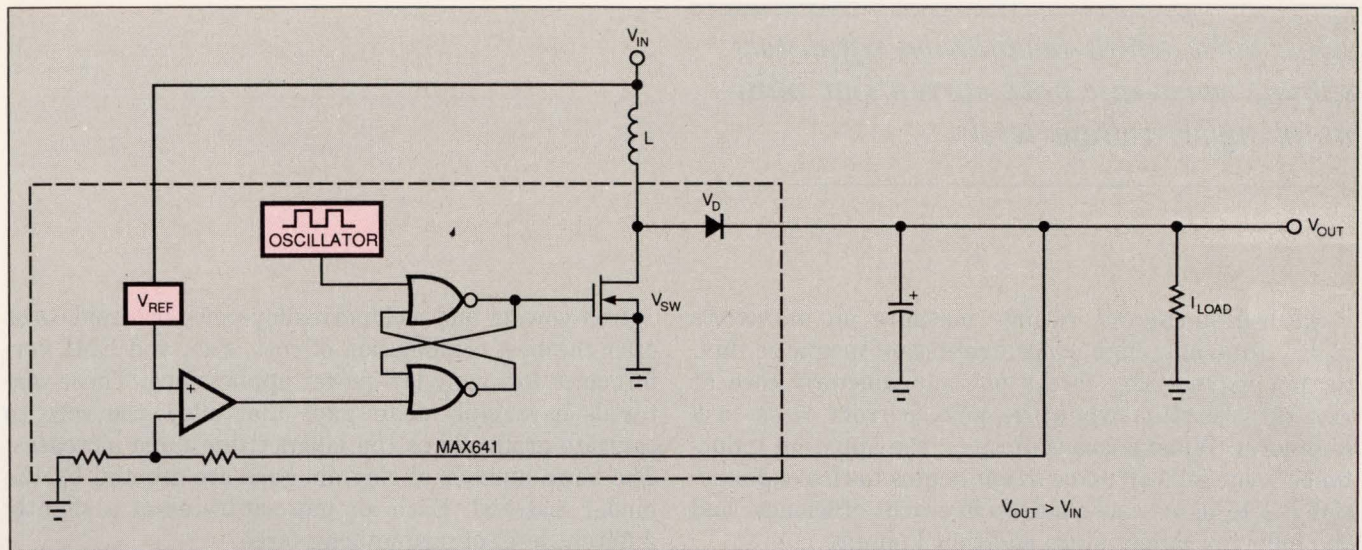 V_IN
L
V_D
OSCILLATOR
V_OUT
V_REF
V_SW
I_LOAD
+
+
MAX641
V_OUT > V_IN